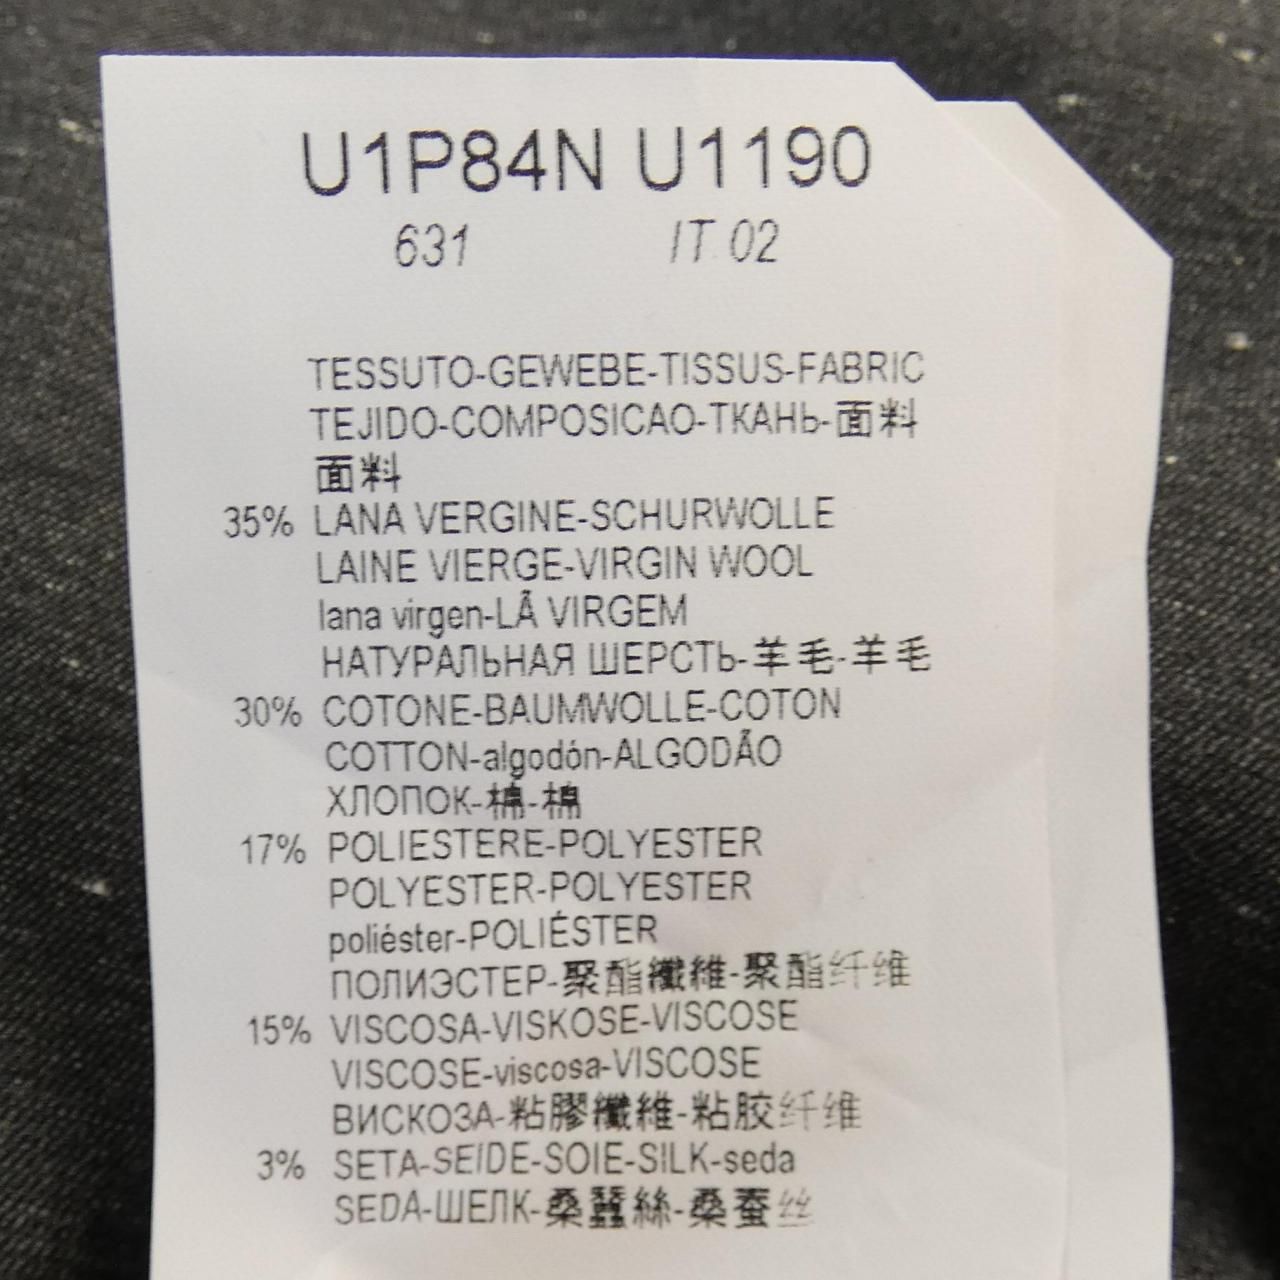 U1P84N U1190
631 IT 02
TESSUTO-GEWEBE-TISSUS-FABRIC
TEJIDO-COMPOSICAO-ТКАНЬ-面料
面料
35% LANA VERGINE-SCHURWOLLE
LAINE VIERGE-VIRGIN WOOL
lana virgen-LÃ VIRGEM
НАТУРАЛЬНАЯ ШЕРСТЬ-羊毛-羊毛
30% COTONE-BAUMWOLLE-COTON
COTTON-algodón-ALGODÃO
ХЛОПОК-棉-棉
17% POLIESTERE-POLYESTER
POLYESTER-POLYESTER
poliéster-POLIÉSTER
ПОЛИЭСТЕР-聚酯纖維-聚酯纤维
15% VISCOSA-VISKOSE-VISCOSE
VISCOSE-viscosa-VISCOSE
ВИСКОЗА-粘膠纖維-粘胶纤维
3% SETA-SEIDE-SOIE-SILK-seda
SEDA-ШЕЛК-桑蠶絲-桑蚕丝